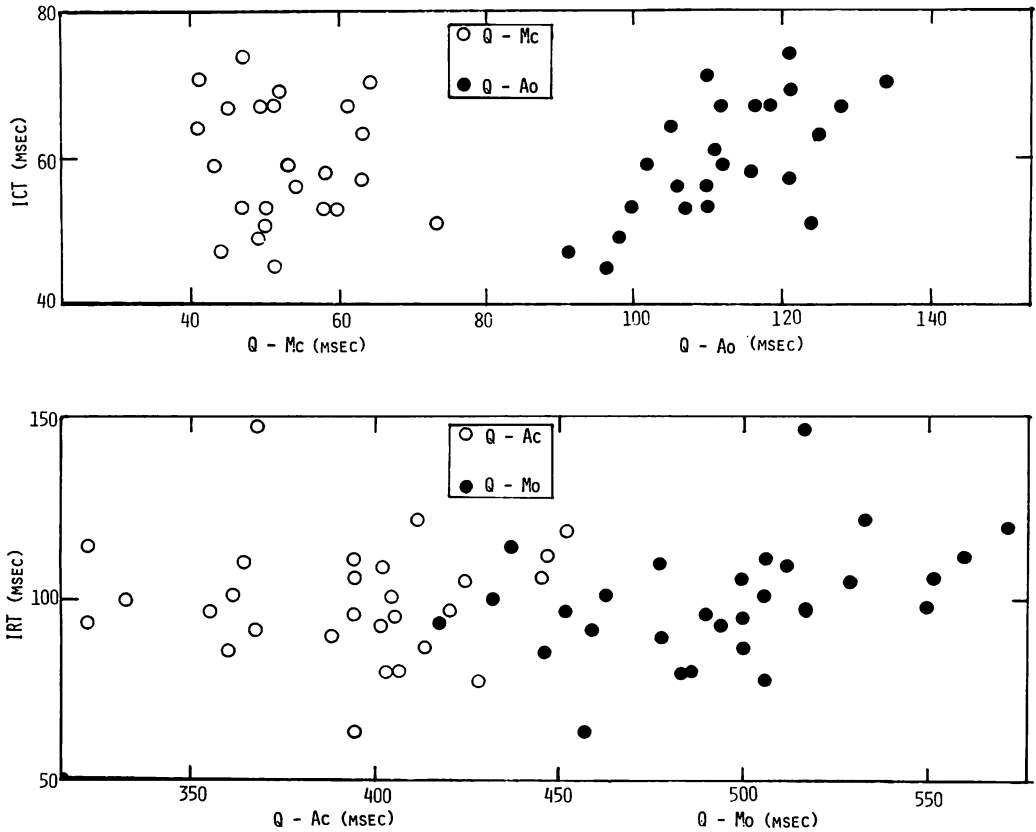 80
60
40
ICT (MSEC)
○ Q - Mc
● Q - Ao
40 60 80 100 120 140
Q - Mc (MSEC) Q - Ao (MSEC)
150
100
50
IRT (MSEC)
○ Q - Ac
● Q - Mo
350 400 450 500 550
Q - Ac (MSEC) Q - Mo (MSEC)